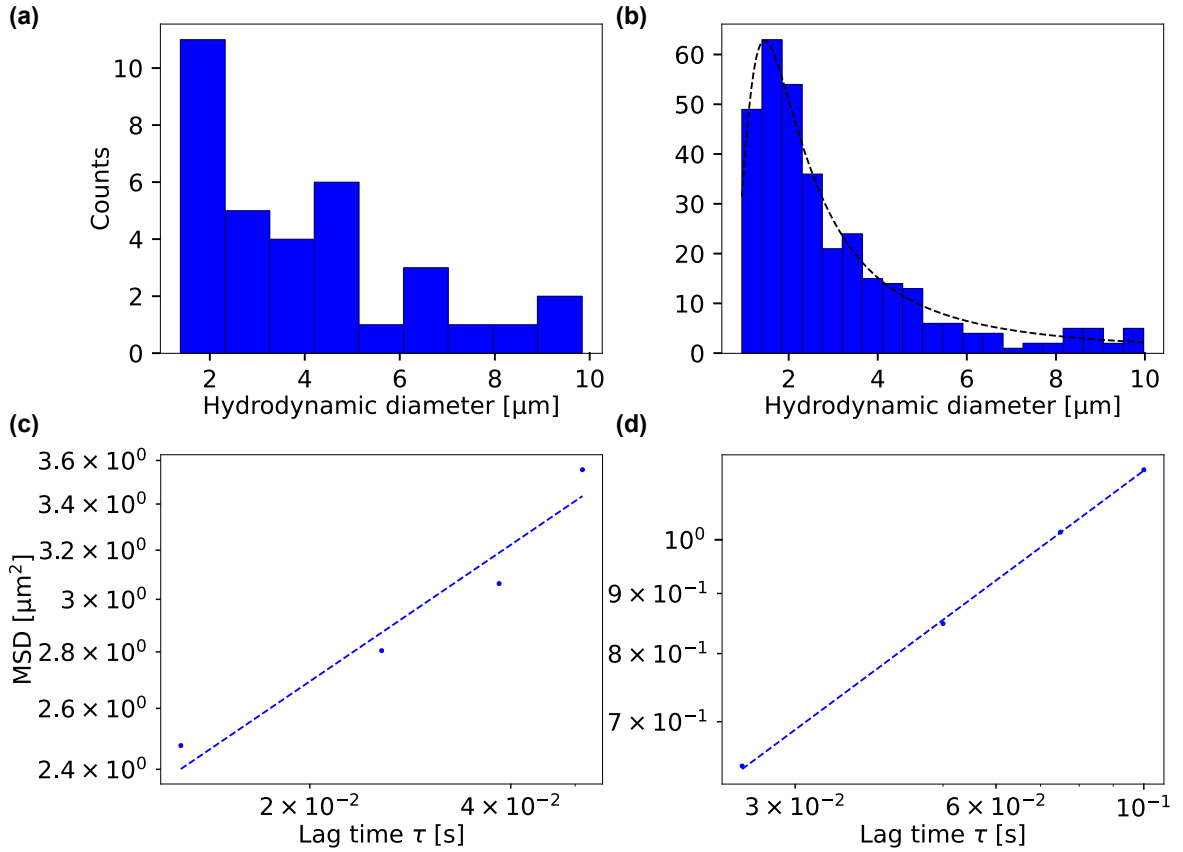 (a)
10
8
6
4
2
0
Counts
2
4
6
8
10
Hydrodynamic diameter [µm]
(b)
60
50
40
30
20
10
0
2
4
6
8
10
Hydrodynamic diameter [µm]
(c)
3.6 × 10⁰
3.4 × 10⁰
3.2 × 10⁰
3 × 10⁰
2.8 × 10⁰
2.6 × 10⁰
2.4 × 10⁰
MSD [µm²]
2 × 10⁻²
4 × 10⁻²
Lag time τ [s]
(d)
10⁰
9 × 10⁻¹
8 × 10⁻¹
7 × 10⁻¹
3 × 10⁻²
6 × 10⁻²
10⁻¹
Lag time τ [s]